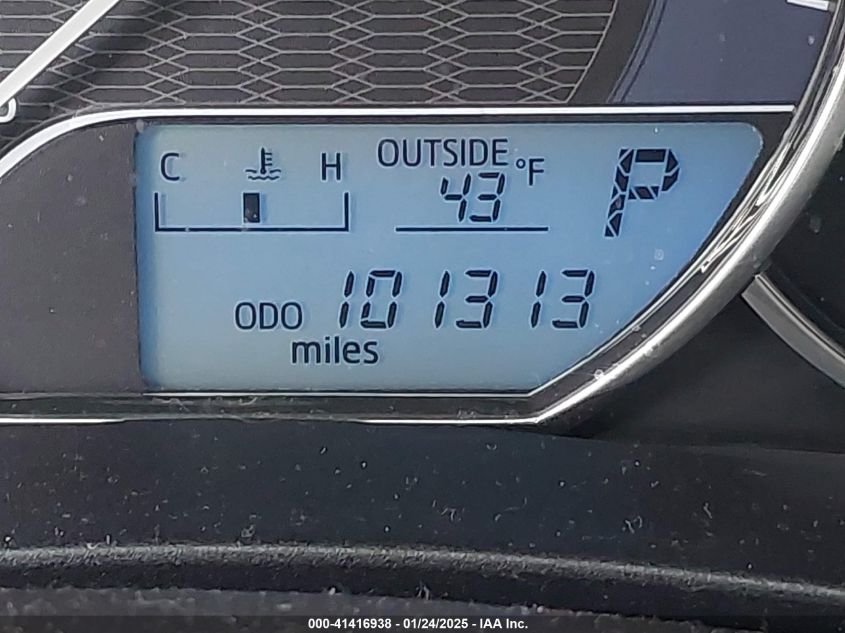 C H OUTSIDE °F P
43
ODO 101313
miles
000-41416938 - 01/24/2025 - IAA Inc.